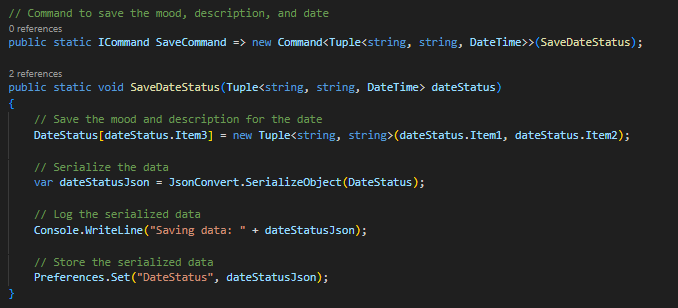 // Command to save the mood, description, and date
0 references
public static ICommand SaveCommand => new Command<Tuple<string, string, DateTime>>(SaveDateStatus);
2 references
public static void SaveDateStatus(Tuple<string, string, DateTime> dateStatus)
{
// Save the mood and description for the date
DateStatus[dateStatus.Item3] = new Tuple<string, string>(dateStatus.Item1, dateStatus.Item2);
// Serialize the data
var dateStatusJson = JsonConvert.SerializeObject(DateStatus);
// Log the serialized data
Console.WriteLine("Saving data: " + dateStatusJson);
// Store the serialized data
Preferences.Set("DateStatus", dateStatusJson);
}